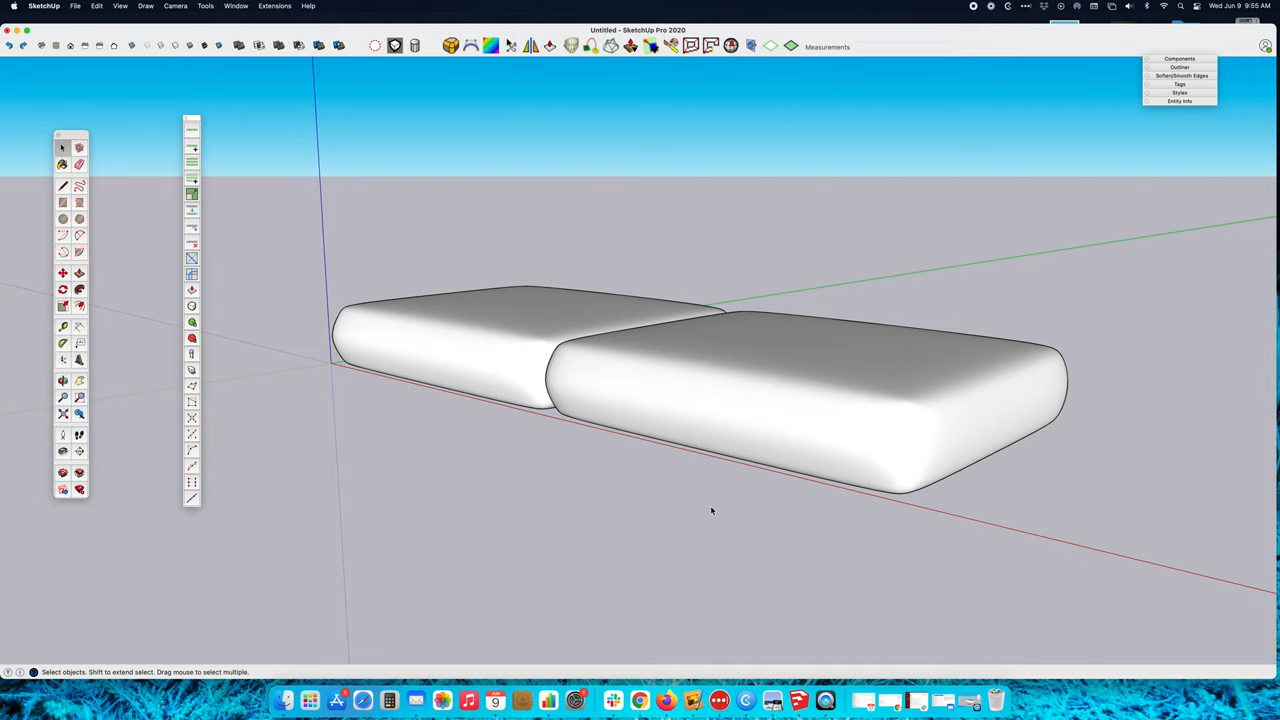 SketchUp File Edit View Draw Camera Tools Window Extensions Help Wed Jun 9 9:55 AM
Untitled - SketchUp Pro 2020
Measurements
Components
Outliner
Soften/Smooth Edges
Tags
Styles
Entity Info
Select objects. Shift to extend select. Drag mouse to select multiple.
9